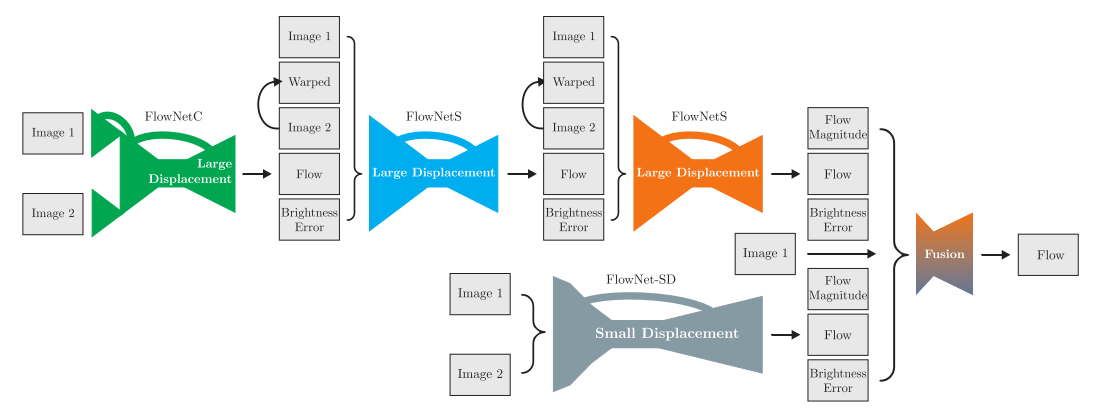 Image 1
Image 2
FlowNetC
Large
Displacement
Image 1
Warped
Image 2
Flow
Brightness
Error
FlowNetS
Large Displacement
Image 1
Warped
Image 2
Flow
Brightness
Error
FlowNetS
Large Displacement
Flow
Magnitude
Flow
Brightness
Error
Image 1
Image 1
Image 2
FlowNet-SD
Small Displacement
Flow
Magnitude
Flow
Brightness
Error
Fusion
Flow